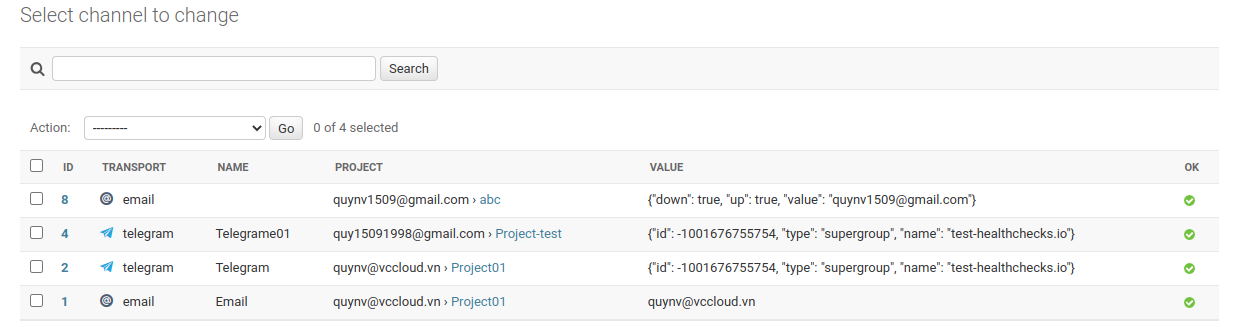 Select channel to change
Search
Action: --------- Go 0 of 4 selected
ID TRANSPORT NAME PROJECT VALUE OK
8 email quynv1509@gmail.com › abc {"down": true, "up": true, "value": "quynv1509@gmail.com"}
4 telegram Telegrame01 quy15091998@gmail.com › Project-test {"id": -1001676755754, "type": "supergroup", "name": "test-healthchecks.io"}
2 telegram Telegram quynv@vccloud.vn › Project01 {"id": -1001676755754, "type": "supergroup", "name": "test-healthchecks.io"}
1 email Email quynv@vccloud.vn › Project01 quynv@vccloud.vn